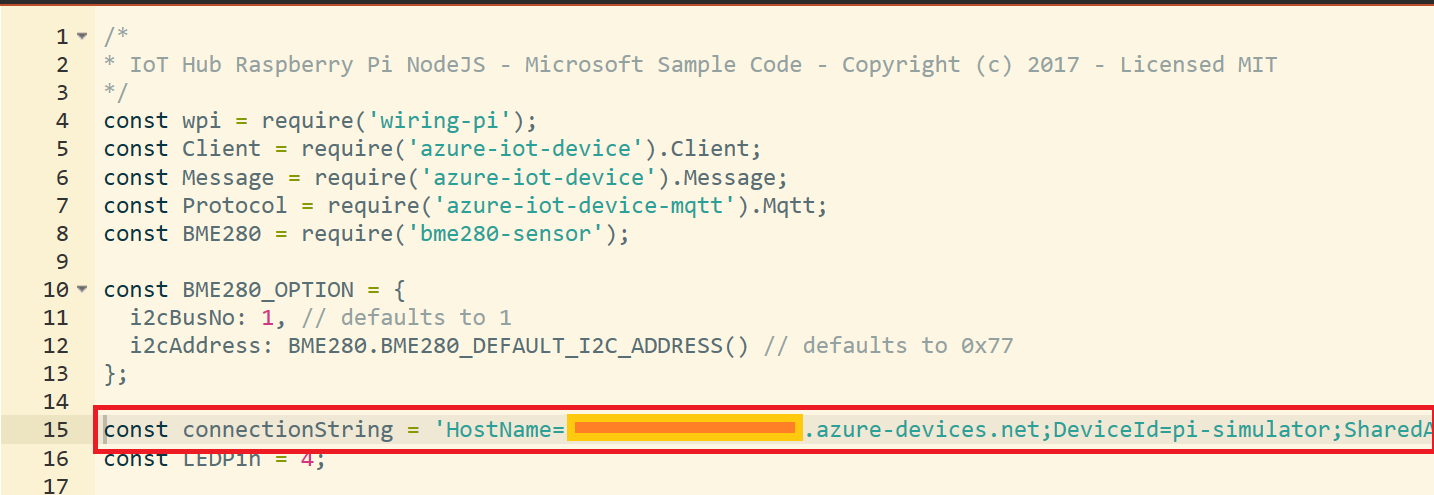 1 /*
2 * IoT Hub Raspberry Pi NodeJS - Microsoft Sample Code - Copyright (c) 2017 - Licensed MIT
3 */
4 const wpi = require('wiring-pi');
5 const Client = require('azure-iot-device').Client;
6 const Message = require('azure-iot-device').Message;
7 const Protocol = require('azure-iot-device-mqtt').Mqtt;
8 const BME280 = require('bme280-sensor');
9
10 const BME280_OPTION = {
11 i2cBusNo: 1, // defaults to 1
12 i2cAddress: BME280.BME280_DEFAULT_I2C_ADDRESS() // defaults to 0x77
13 };
14
15 const connectionString = 'HostName= .azure-devices.net;DeviceId=pi-simulator;SharedA
16 const LEDPin = 4;
17